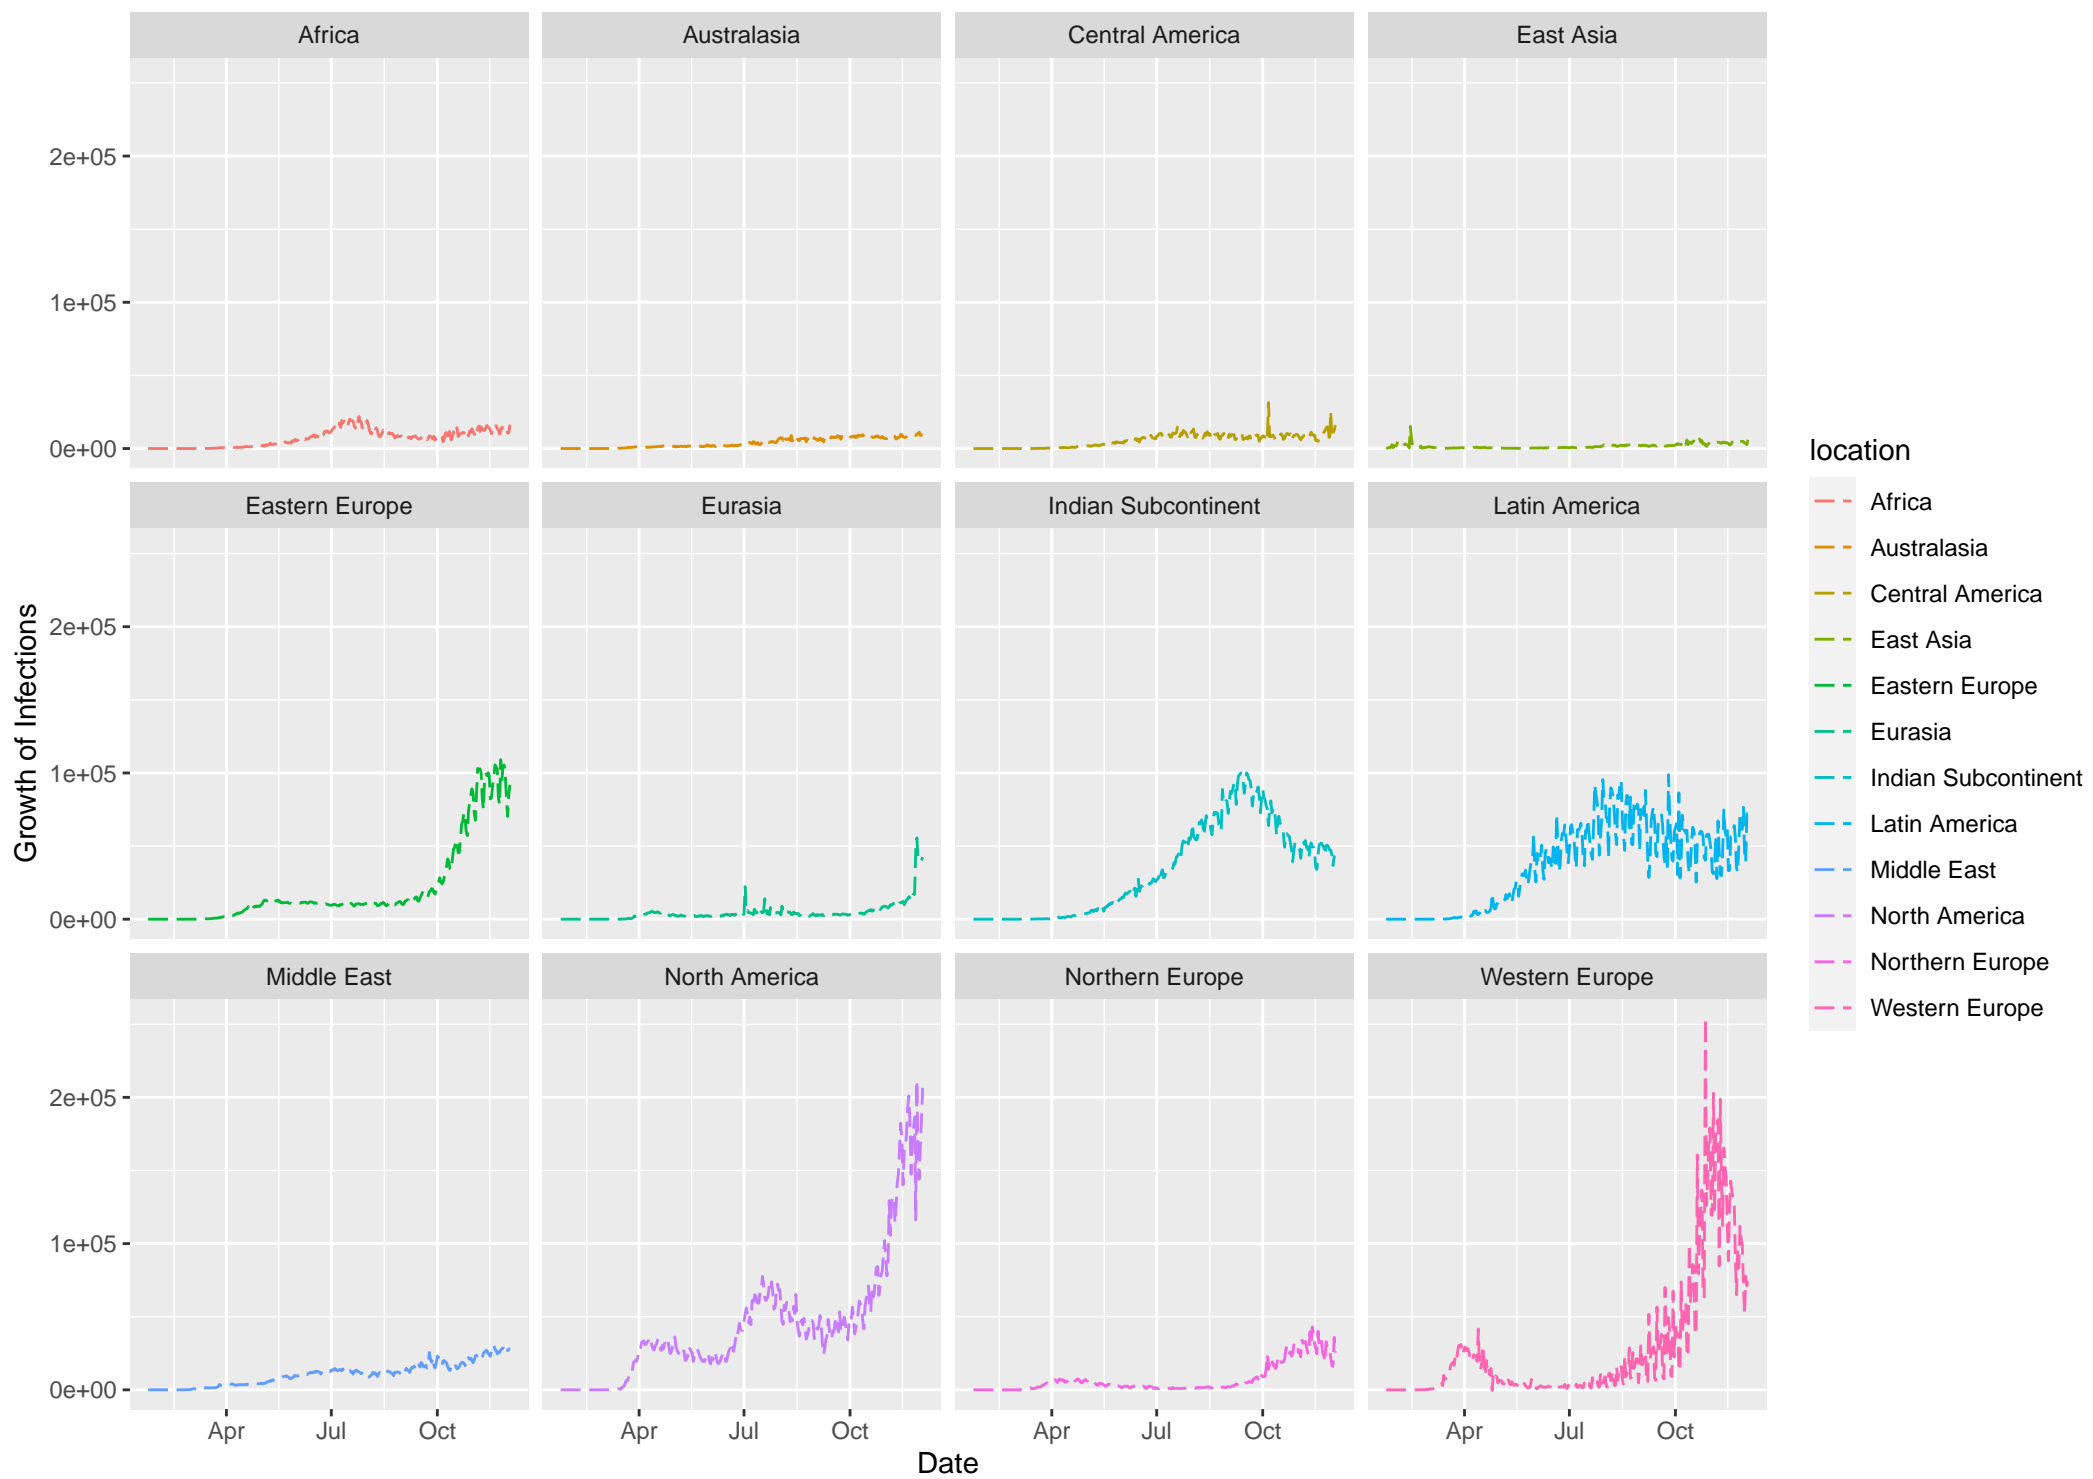 Africa
Australasia
Central America
East Asia
2e+05
1e+05
0e+00
Eastern Europe
Eurasia
Indian Subcontinent
Latin America
2e+05
1e+05
0e+00
Middle East
North America
Northern Europe
Western Europe
2e+05
1e+05
0e+00
Apr Jul Oct
Apr Jul Oct
Apr Jul Oct
Apr Jul Oct
Date
Growth of Infections
location
Africa
Australasia
Central America
East Asia
Eastern Europe
Eurasia
Indian Subcontinent
Latin America
Middle East
North America
Northern Europe
Western Europe